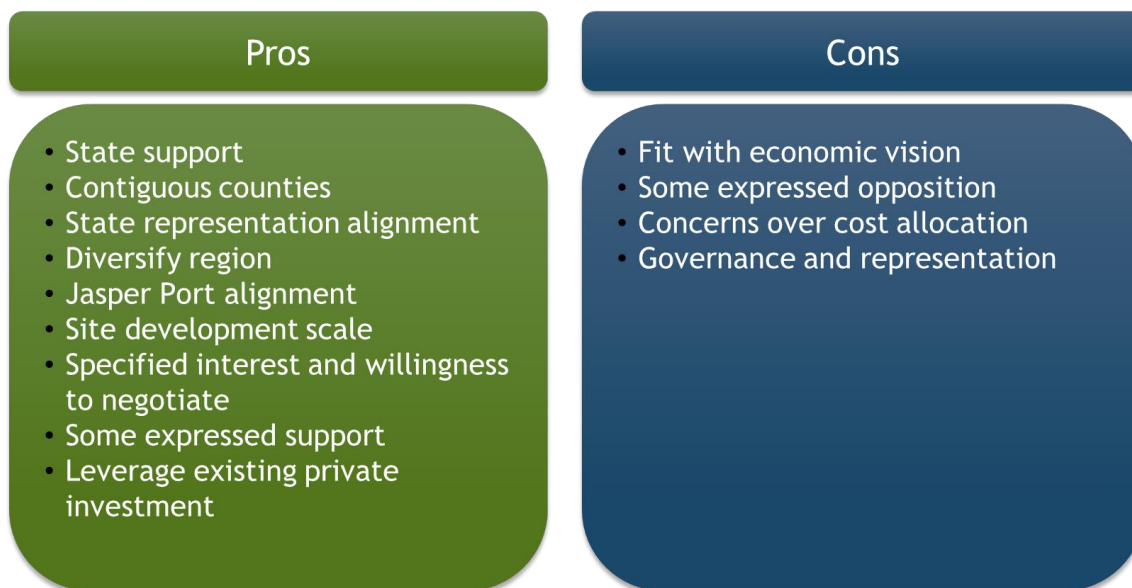 Pros
• State support
• Contiguous counties
• State representation alignment
• Diversify region
• Jasper Port alignment
• Site development scale
• Specified interest and willingness
to negotiate
• Some expressed support
• Leverage existing private
investment
Cons
• Fit with economic vision
• Some expressed opposition
• Concerns over cost allocation
• Governance and representation